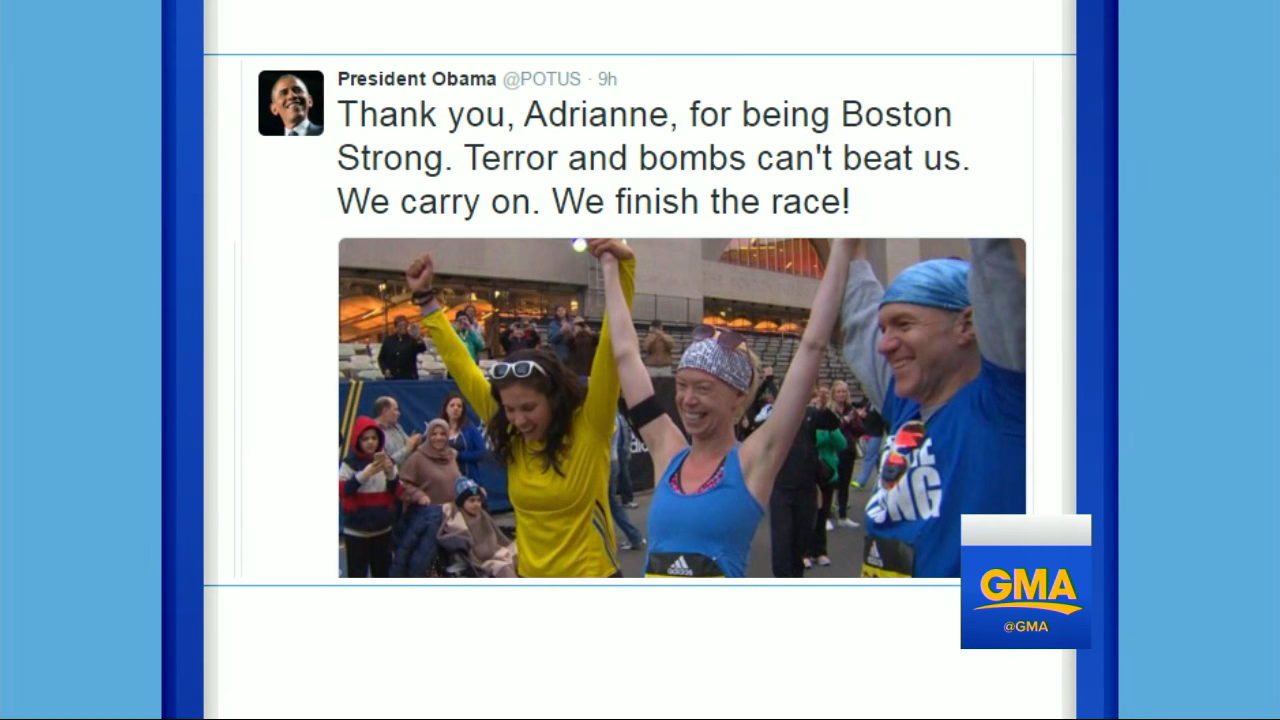 President Obama @POTUS · 9h
Thank you, Adrianne, for being Boston
Strong. Terror and bombs can't beat us.
We carry on. We finish the race!
adidas
GMA
@GMA